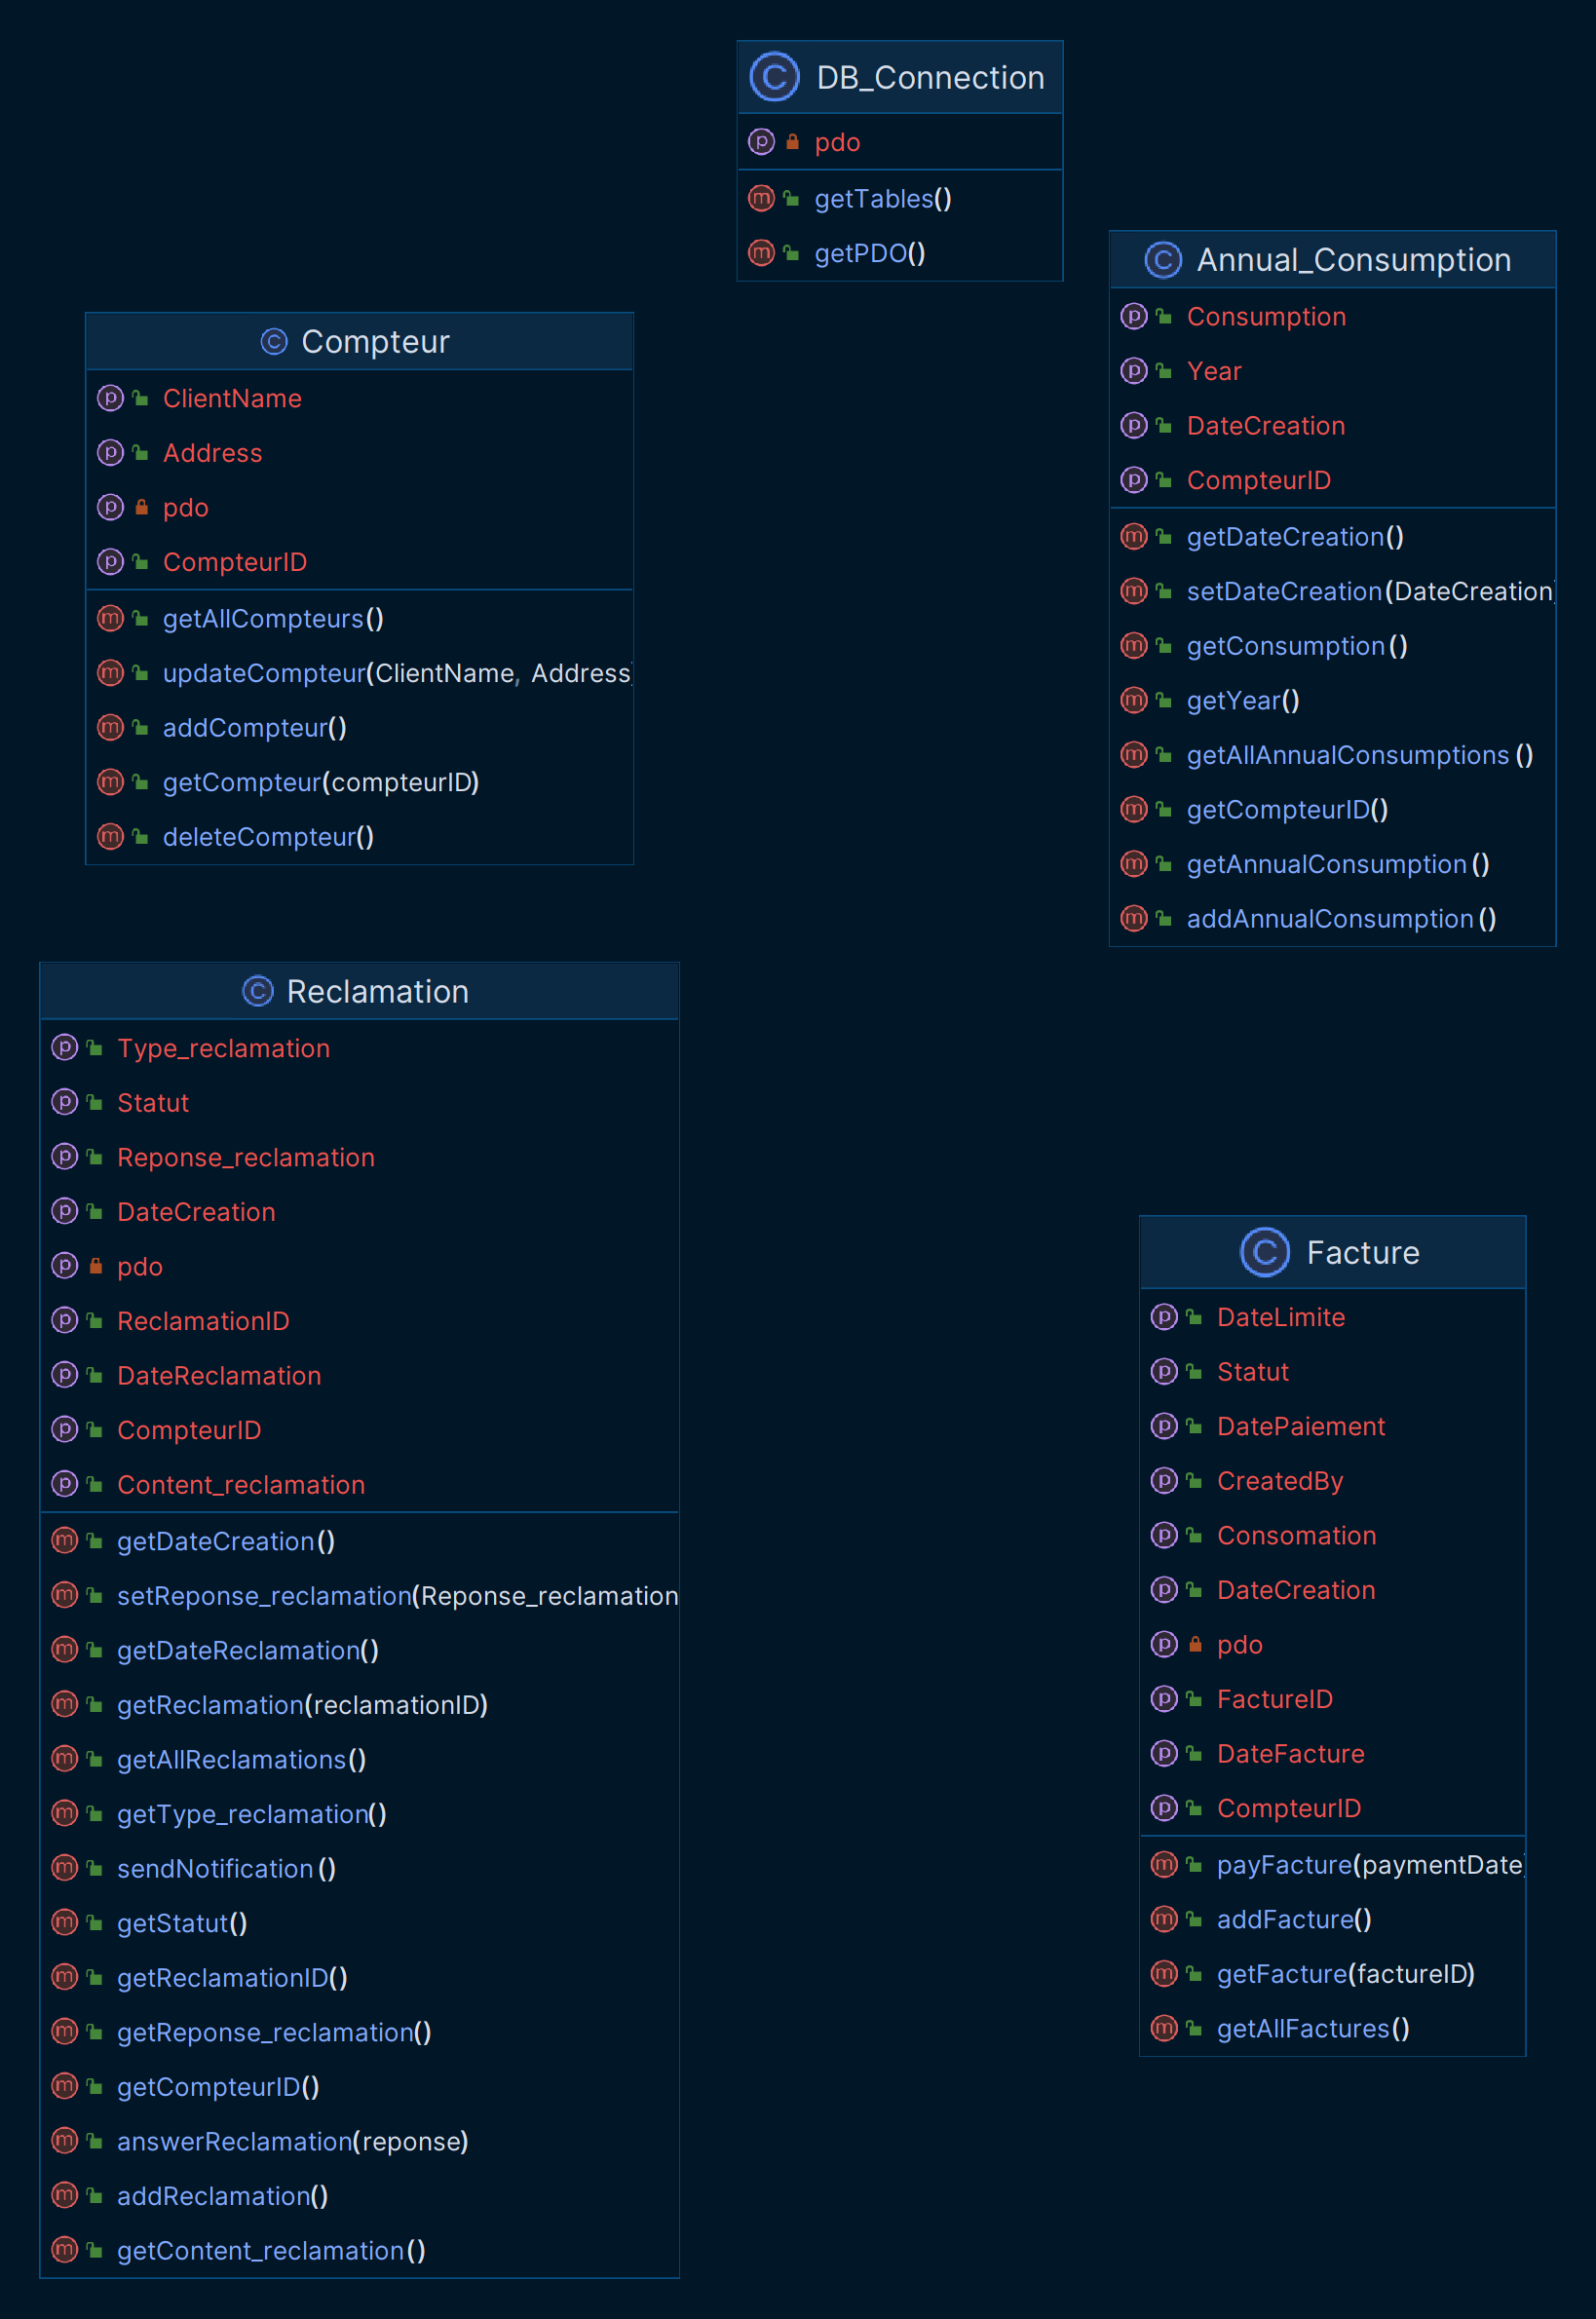 DB_Connection
pdo
getTables()
getPDO()
Annual_Consumption
Consumption
Year
DateCreation
CompteurID
getDateCreation()
setDateCreation(DateCreation)
getConsumption()
getYear()
getAllAnnualConsumptions()
getCompteurID()
getAnnualConsumption()
addAnnualConsumption()
Compteur
ClientName
Address
pdo
CompteurID
getAllCompteurs()
updateCompteur(ClientName, Address)
addCompteur()
getCompteur(compteurID)
deleteCompteur()
Reclamation
Type_reclamation
Statut
Reponse_reclamation
DateCreation
pdo
ReclamationID
DateReclamation
CompteurID
Content_reclamation
getDateCreation()
setReponse_reclamation(Reponse_reclamation
getDateReclamation()
getReclamation(reclamationID)
getAllReclamations()
getType_reclamation()
sendNotification()
getStatut()
getReclamationID()
getReponse_reclamation()
getCompteurID()
answerReclamation(reponse)
addReclamation()
getContent_reclamation()
Facture
DateLimite
Statut
DatePaiement
CreatedBy
Consomation
DateCreation
pdo
FactureID
DateFacture
CompteurID
payFacture(paymentDate)
addFacture()
getFacture(factureID)
getAllFactures()